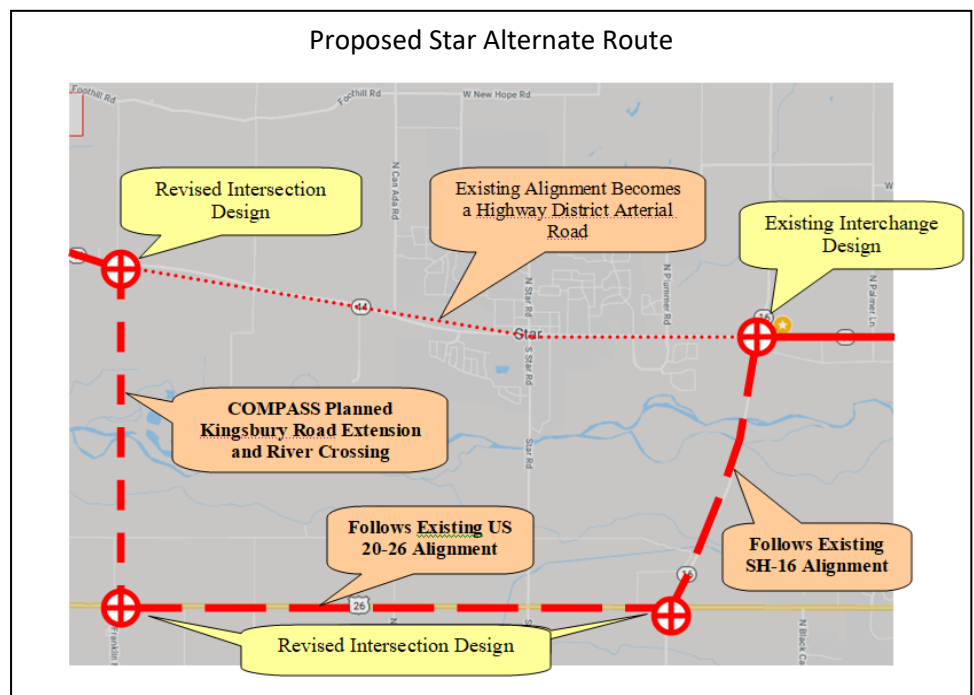 Proposed Star Alternate Route
Foothill Rd
Foothill Rd
W New Hope Rd
N Can Ada Rd
Revised Intersection
Design
Existing Alignment Becomes
a Highway District Arterial
Road
Existing Interchange
Design
W
N Star Rd
N Plummer Rd
N Palmer Ln
44
16
Star
S Star Rd
COMPASS Planned
Kingsbury Road Extension
and River Crossing
Star Rd
Follows Existing US
20-26 Alignment
Follows Existing
SH-16 Alignment
16
26
Franklin
N
S
N Black Ca
Revised Intersection Design